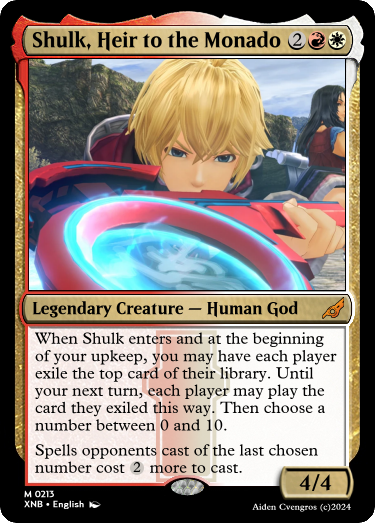 Shulk, Heir to the Monado 2
Legendary Creature — Human God
When Shulk enters and at the beginning
of your upkeep, you may have each player
exile the top card of their library. Until
your next turn, each player may play the
card they exiled this way. Then choose a
number between 0 and 10.
Spells opponents cast of the last chosen
number cost 2 more to cast.
4/4
M 0213
XNB • English
Aiden Cvengros (c)2024